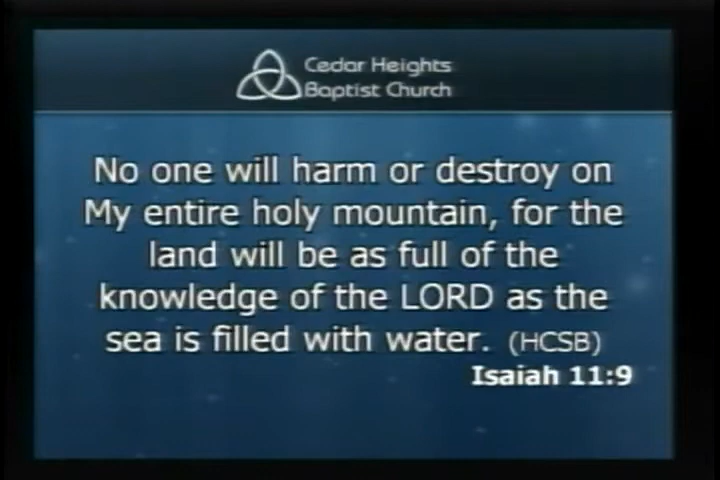 Cedar Heights
Baptist Church
No one will harm or destroy on
My entire holy mountain, for the
land will be as full of the
knowledge of the LORD as the
sea is filled with water. (HCSB)
Isaiah 11:9